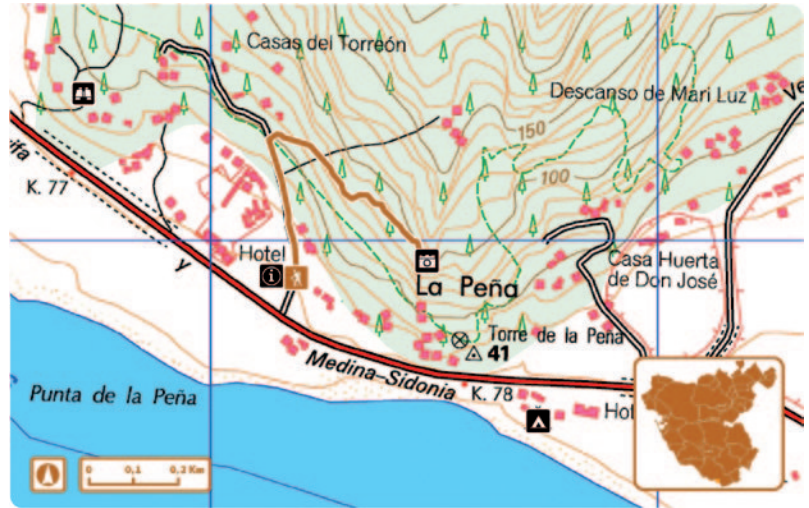 Casas del Torreón
Descanso de Mari Luz
150
100
K. 77
y
Hotel
Casa Huerta
de Don José
La Peña
Torre de la Peña
41
Medina-Sidonia
K. 78
Punta de la Peña
0 0,1 0,2 Km